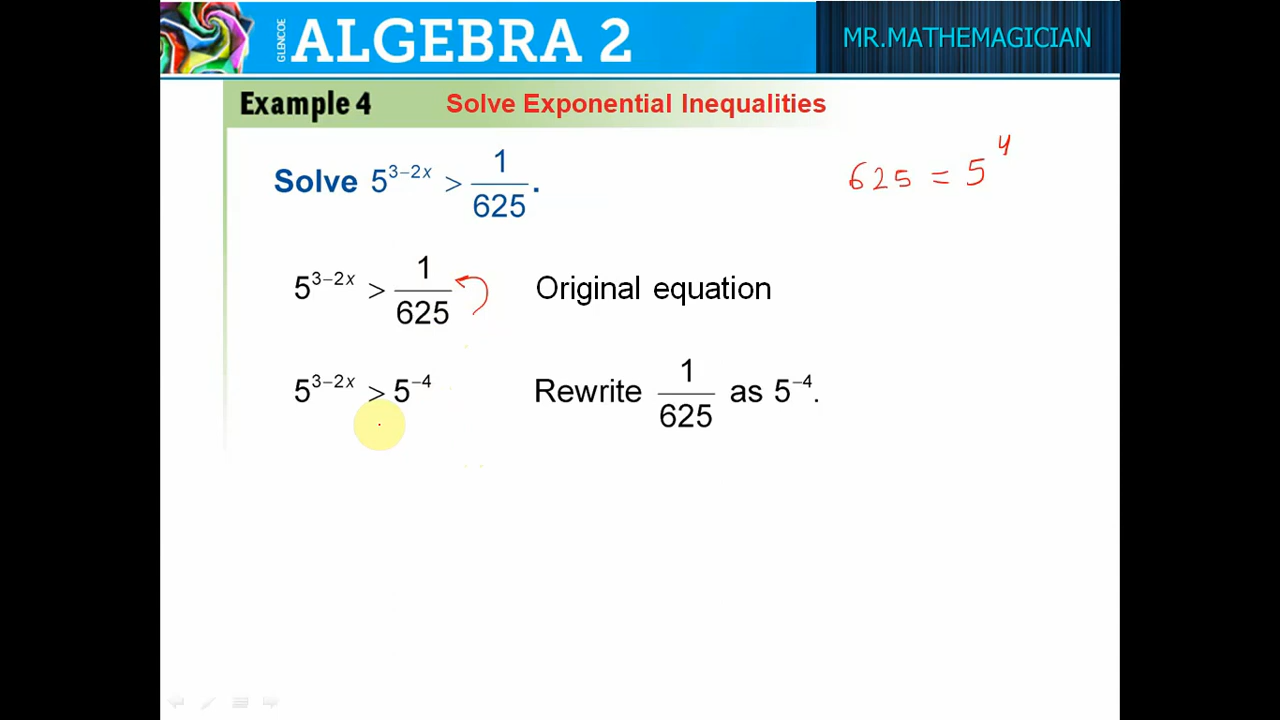 GLENCOE ALGEBRA 2 MR.MATHEMAGICIAN
Example 4 Solve Exponential Inequalities
Solve 5^{3−2x} > 1/625.
625 = 5^4
5^{3−2x} > 1/625 Original equation
5^{3−2x} > 5^{−4} Rewrite 1/625 as 5^{−4}.